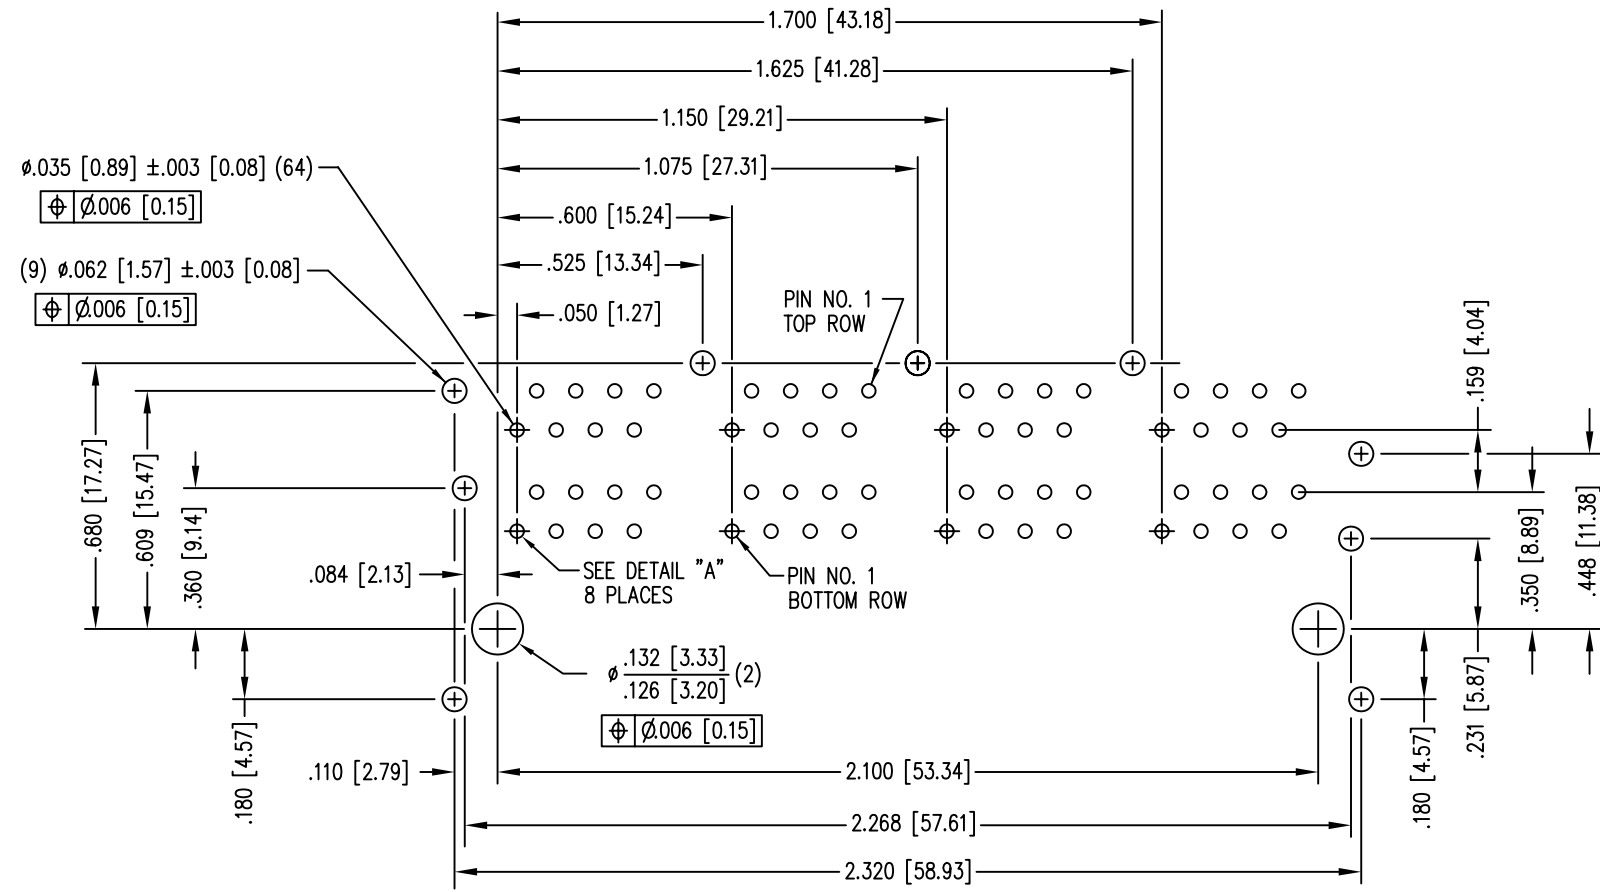 1.700 [43.18]
1.625 [41.28]
1.150 [29.21]
1.075 [27.31]
ø.035 [0.89] ±.003 [0.08] (64)
⌖ Ø.006 [0.15]
.600 [15.24]
(9) ø.062 [1.57] ±.003 [0.08]
⌖ Ø.006 [0.15]
.525 [13.34]
.050 [1.27]
PIN NO. 1
TOP ROW
.159 [4.04]
.680 [17.27]
.609 [15.47]
.360 [9.14]
.084 [2.13]
SEE DETAIL "A"
8 PLACES
PIN NO. 1
BOTTOM ROW
.350 [8.89]
.448 [11.38]
ø .132 [3.33]
.126 [3.20] (2)
⌖ Ø.006 [0.15]
.231 [5.87]
.180 [4.57]
.110 [2.79]
2.100 [53.34]
.180 [4.57]
2.268 [57.61]
2.320 [58.93]